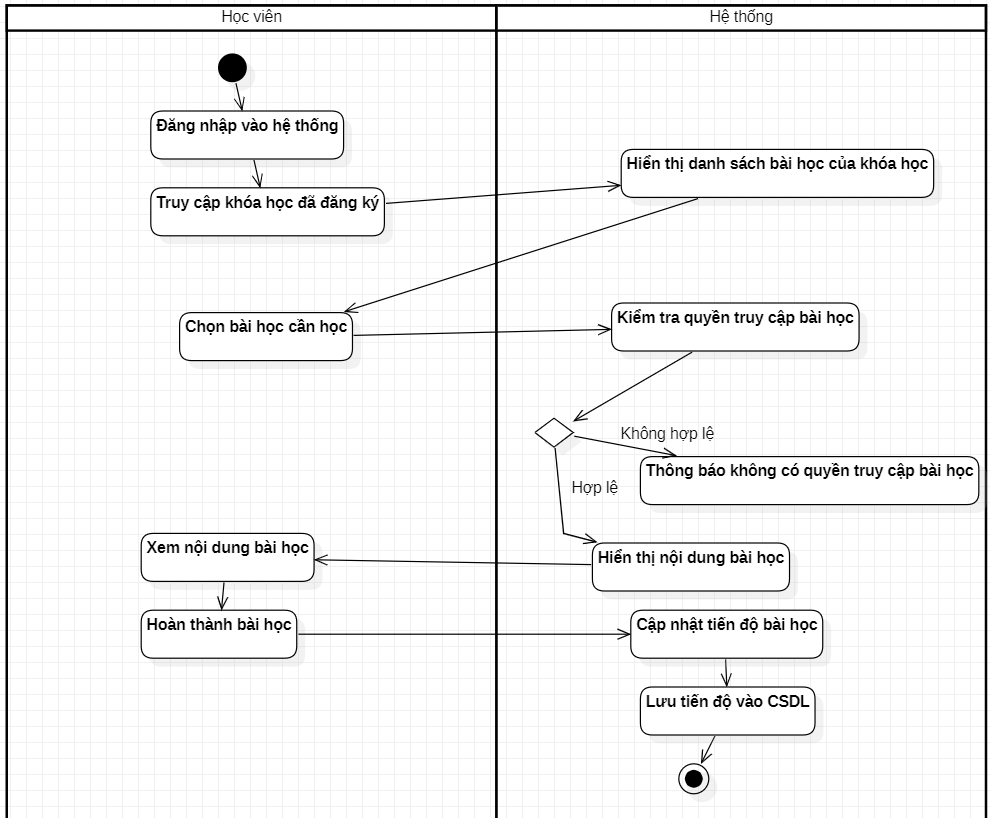 Học viên
Hệ thống
Đăng nhập vào hệ thống
Hiển thị danh sách bài học của khóa học
Truy cập khóa học đã đăng ký
Chọn bài học cần học
Kiểm tra quyền truy cập bài học
Không hợp lệ
Thông báo không có quyền truy cập bài học
Hợp lệ
Xem nội dung bài học
Hiển thị nội dung bài học
Hoàn thành bài học
Cập nhật tiến độ bài học
Lưu tiến độ vào CSDL